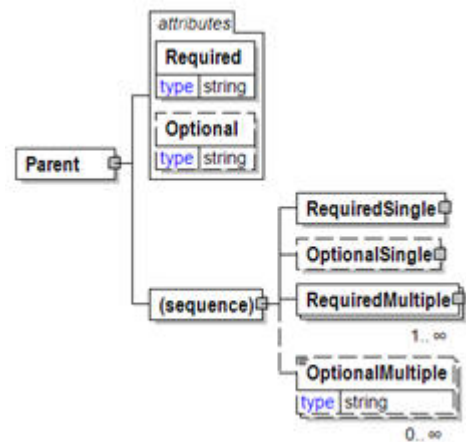 attributes
Required
type string
Optional
type string
Parent
RequiredSingle
OptionalSingle
(sequence)
RequiredMultiple
1.. ∞
OptionalMultiple
type string
0.. ∞